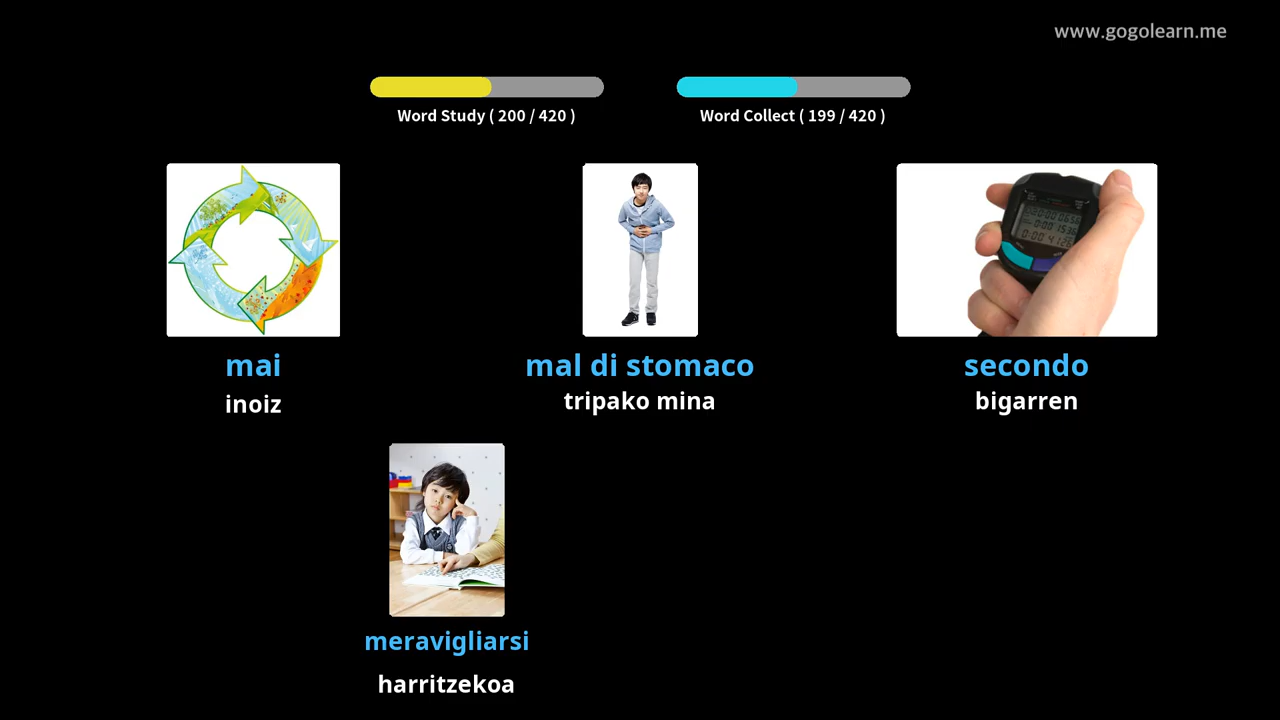 www.gogolearn.me
Word Study ( 200 / 420 )
Word Collect ( 199 / 420 )
mai
inoiz
mal di stomaco
tripako mina
secondo
bigarren
meravigliarsi
harritzekoa